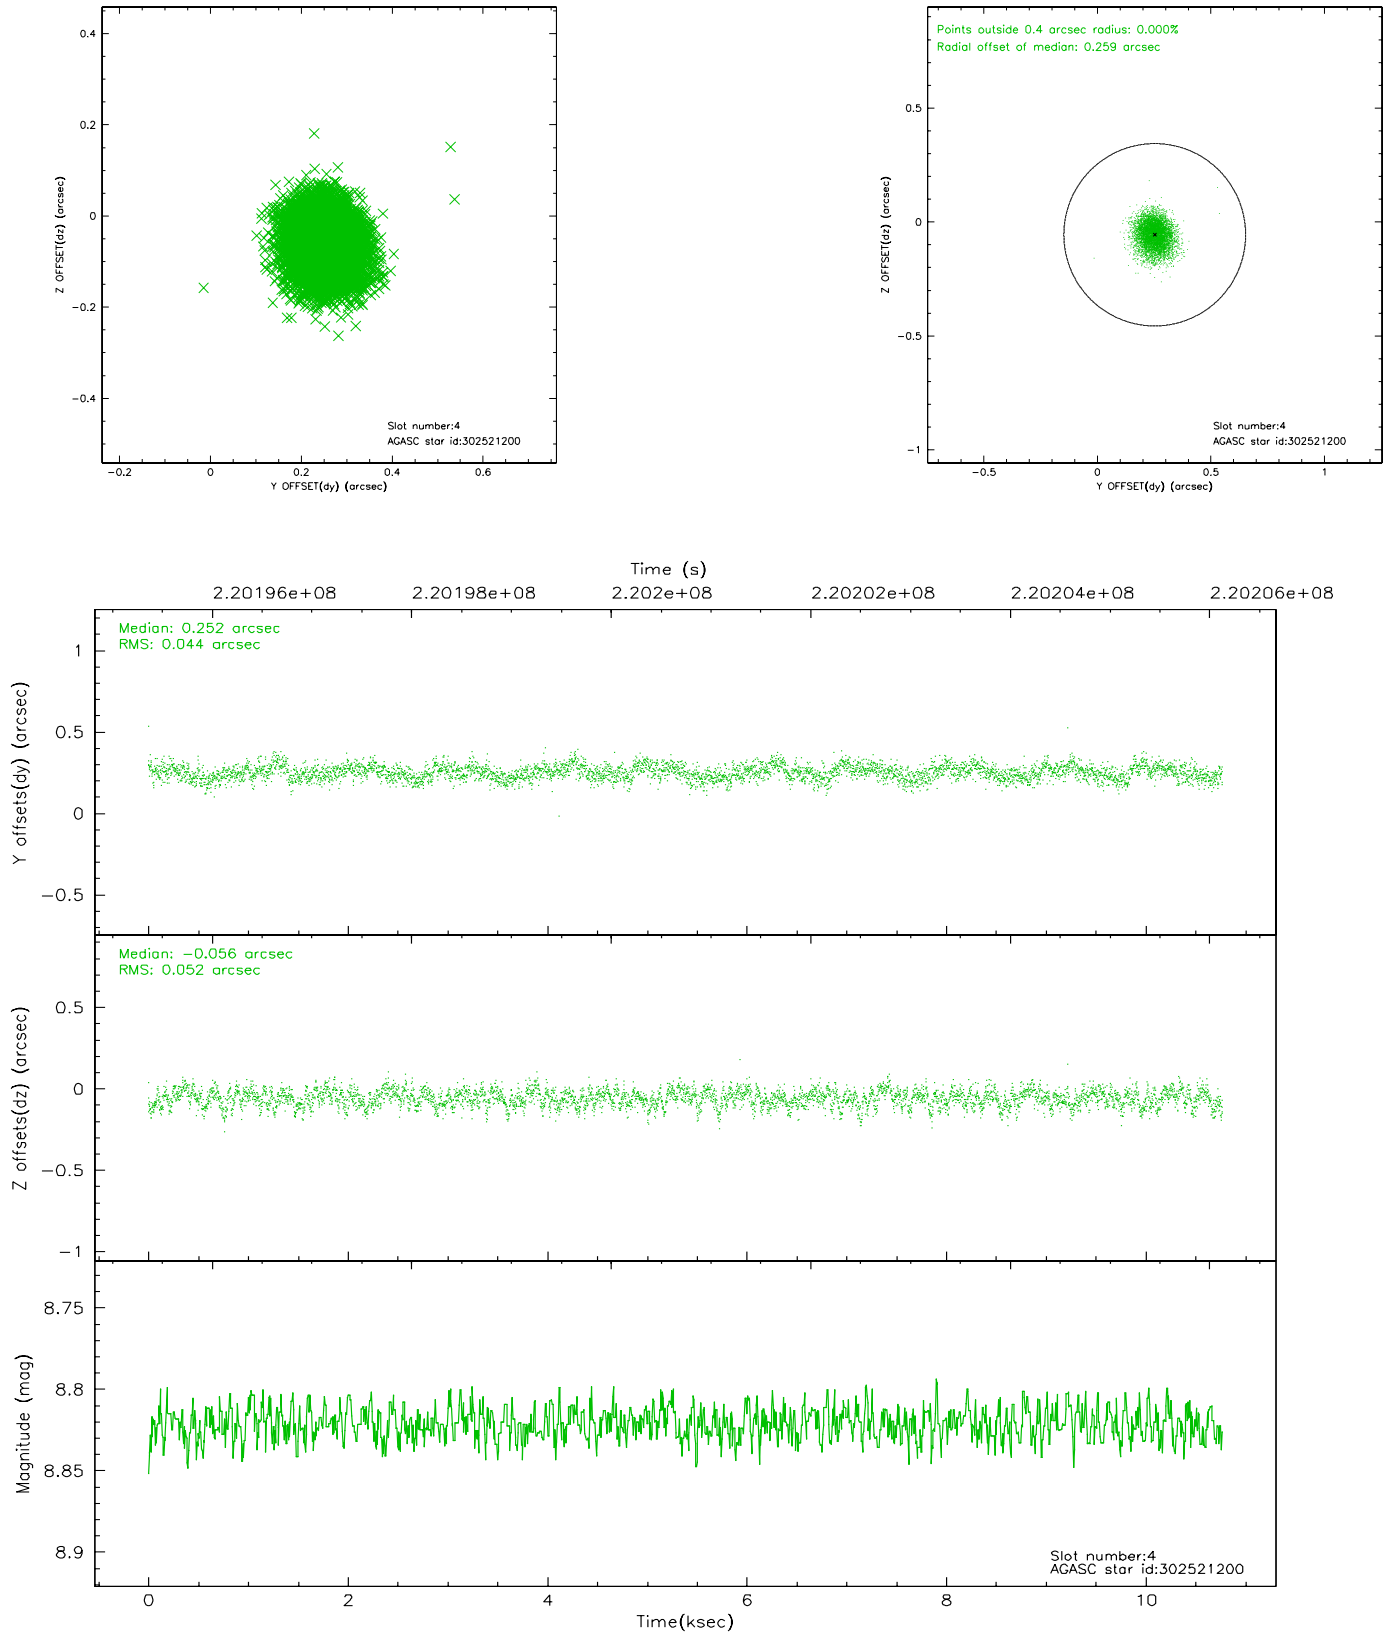 0.4
0.2
0
−0.2
−0.4
Z OFFSET(dz) (arcsec)
Slot number:4
AGASC star id:302521200
−0.2 0 0.2 0.4 0.6
Y OFFSET(dy) (arcsec)
Points outside 0.4 arcsec radius: 0.000%
Radial offset of median: 0.259 arcsec
0.5
0
−0.5
−1
Z OFFSET(dz) (arcsec)
Slot number:4
AGASC star id:302521200
−0.5 0 0.5 1
Y OFFSET(dy) (arcsec)
Time (s)
2.20196e+08 2.20198e+08 2.202e+08 2.20202e+08 2.20204e+08 2.20206e+08
Median: 0.252 arcsec
RMS: 0.044 arcsec
1
0.5
0
−0.5
Y offsets(dy) (arcsec)
Median: −0.056 arcsec
RMS: 0.052 arcsec
0.5
0
−0.5
−1
Z offsets(dz) (arcsec)
8.75
8.8
8.85
8.9
Magnitude (mag)
Slot number:4
AGASC star id:302521200
0 2 4 6 8 10
Time(ksec)